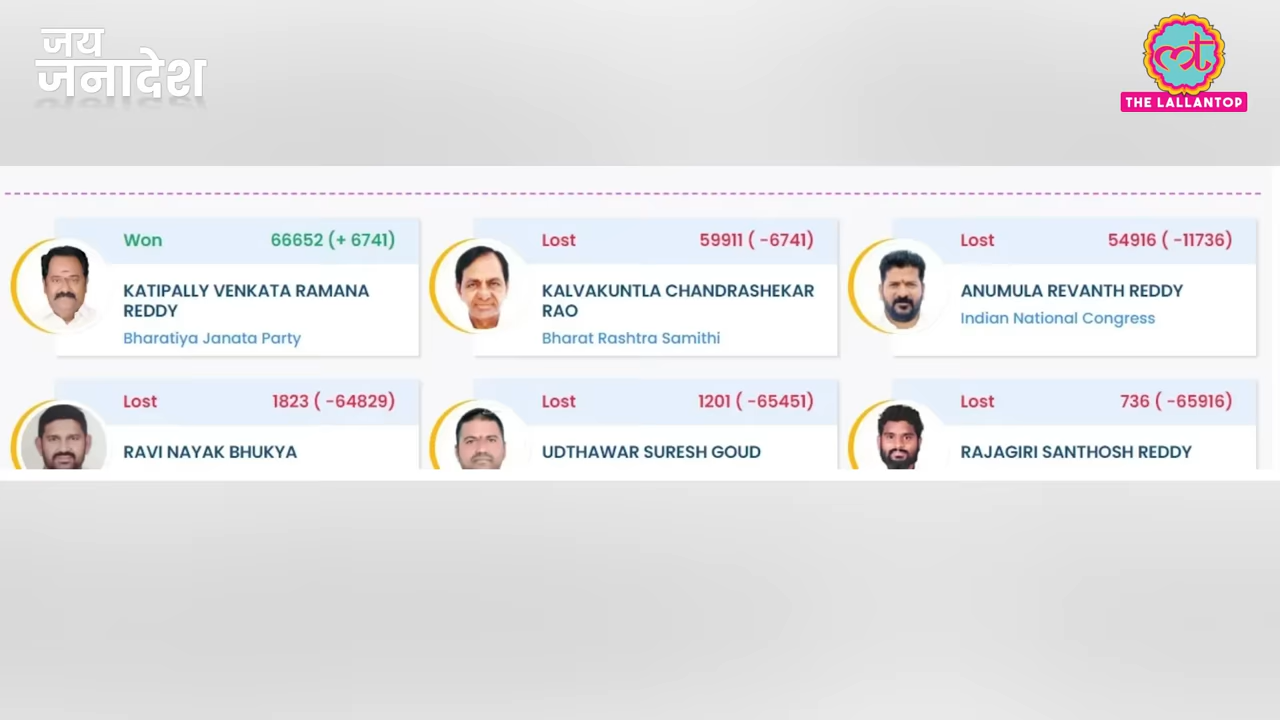 जय
जनादेश
THE LALLANTOP
Won 66652 (+ 6741)
KATIPALLY VENKATA RAMANA
REDDY
Bharatiya Janata Party
Lost 59911 ( -6741)
KALVAKUNTLA CHANDRASHEKAR
RAO
Bharat Rashtra Samithi
Lost 54916 ( -11736)
ANUMULA REVANTH REDDY
Indian National Congress
Lost 1823 ( -64829)
RAVI NAYAK BHUKYA
Lost 1201 ( -65451)
UDTHAWAR SURESH GOUD
Lost 736 ( -65916)
RAJAGIRI SANTHOSH REDDY